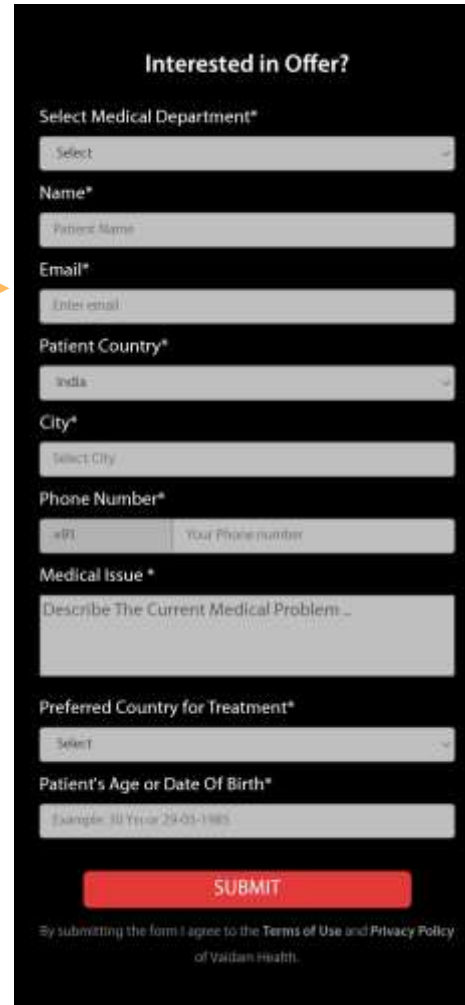 Interested in Offer?
Select Medical Department*
Select
Name*
Patient Name
Email*
Enter email
Patient Country*
India
City*
Select City
Phone Number*
+91 Your Phone number
Medical Issue *
Describe The Current Medical Problem ..
Preferred Country for Treatment*
Select
Patient's Age or Date Of Birth*
Example: 30 Yrs or 29-05-1985
SUBMIT
By submitting the form I agree to the Terms of Use and Privacy Policy
of Vaidam Health.